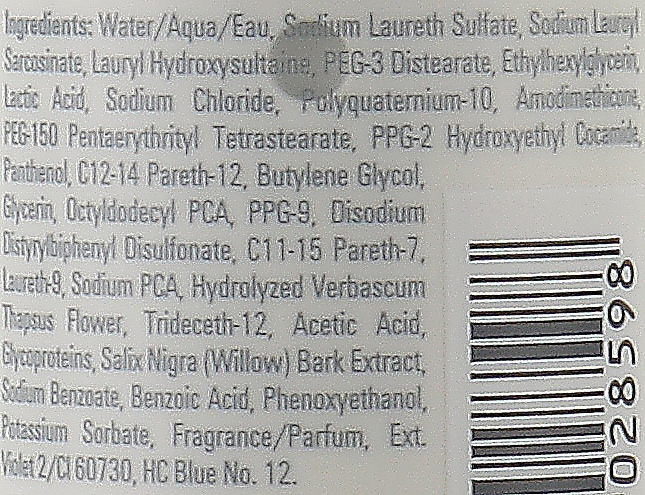 Ingredients: Water/Aqua/Eau, Sodium Laureth Sulfate, Sodium Lauroyl
Sarcosinate, Lauryl Hydroxysultaine, PEG-3 Distearate, Ethylhexylglycerin,
Lactic Acid, Sodium Chloride, Polyquaternium-10, Amodimethicone,
PEG-150 Pentaerythrityl Tetrastearate, PPG-2 Hydroxyethyl Cocamide,
Panthenol, C12-14 Pareth-12, Butylene Glycol,
Glycerin, Octyldodecyl PCA, PPG-9, Disodium
Distyrylbiphenyl Disulfonate, C11-15 Pareth-7,
Laureth-9, Sodium PCA, Hydrolyzed Verbascum
Thapsus Flower, Trideceth-12, Acetic Acid,
Glycoproteins, Salix Nigra (Willow) Bark Extract,
Sodium Benzoate, Benzoic Acid, Phenoxyethanol,
Potassium Sorbate, Fragrance/Parfum, Ext.
Violet 2/CI 60730, HC Blue No. 12.
028598